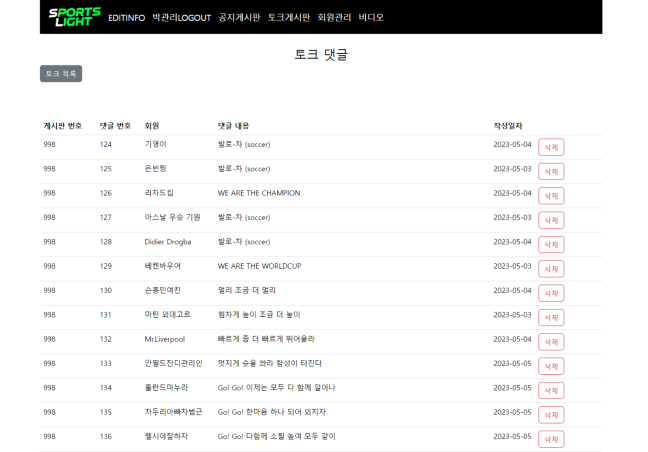 SPORTS
LIGHT
EDITINFO 박관리LOGOUT 공지게시판 토크게시판 회원관리 비디오
토크 댓글
토크 목록
게시판 번호 댓글 번호 회원 댓글 내용 작성일자
998 124 기명이 발로-차 (soccer) 2023-05-04 삭제
998 125 은빈찡 발로-차 (soccer) 2023-05-03 삭제
998 126 리차드킴 WE ARE THE CHAMPION 2023-05-04 삭제
998 127 아스날 우승 기원 발로-차 (soccer) 2023-05-03 삭제
998 128 Didier Drogba 발로-차 (soccer) 2023-05-04 삭제
998 129 베켄바우어 WE ARE THE WORLDCUP 2023-05-03 삭제
998 130 손흥민여친 멀리 조금 더 멀리 2023-05-04 삭제
998 131 마틴 외데고르 힘차게 높이 조금 더 높이 2023-05-03 삭제
998 132 Mr.Liverpool 빠르게 좀 더 빠르게 뛰어올라 2023-05-04 삭제
998 133 안필드잔디관리인 멋지게 슛을 쏴라 함성이 터진다 2023-05-05 삭제
998 134 홀란드마누라 Go! Go! 이제는 모두 다 함께 일어나 2023-05-05 삭제
998 135 차두리아빠차범근 Go! Go! 한마음 하나 되어 외치자 2023-05-05 삭제
998 136 첼시야잘하자 Go! Go! 다함께 소릴 높여 모두 같이 2023-05-05 삭제